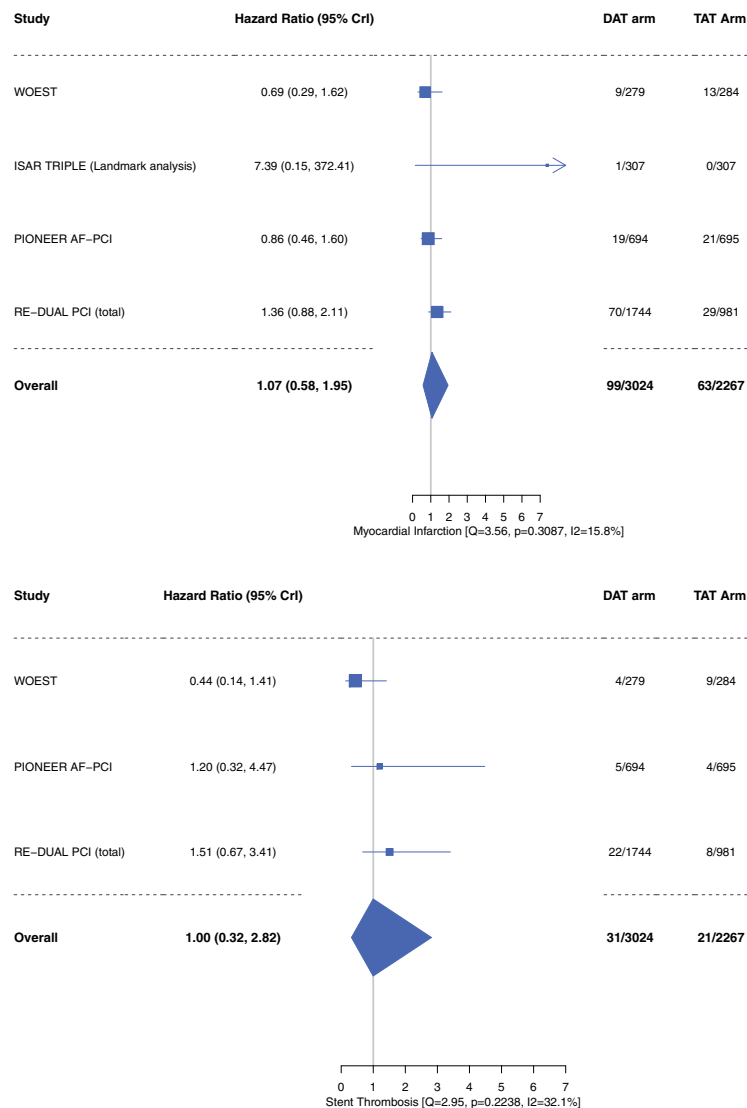 Study Hazard Ratio (95% CrI) DAT arm TAT Arm
WOEST 0.69 (0.29, 1.62) 9/279 13/284
ISAR TRIPLE (Landmark analysis) 7.39 (0.15, 372.41) 1/307 0/307
PIONEER AF−PCI 0.86 (0.46, 1.60) 19/694 21/695
RE−DUAL PCI (total) 1.36 (0.88, 2.11) 70/1744 29/981
Overall 1.07 (0.58, 1.95) 99/3024 63/2267
0 1 2 3 4 5 6 7
Myocardial Infarction [Q=3.56, p=0.3087, I2=15.8%]
Study Hazard Ratio (95% CrI) DAT arm TAT Arm
WOEST 0.44 (0.14, 1.41) 4/279 9/284
PIONEER AF−PCI 1.20 (0.32, 4.47) 5/694 4/695
RE−DUAL PCI (total) 1.51 (0.67, 3.41) 22/1744 8/981
Overall 1.00 (0.32, 2.82) 31/3024 21/2267
0 1 2 3 4 5 6 7
Stent Thrombosis [Q=2.95, p=0.2238, I2=32.1%]